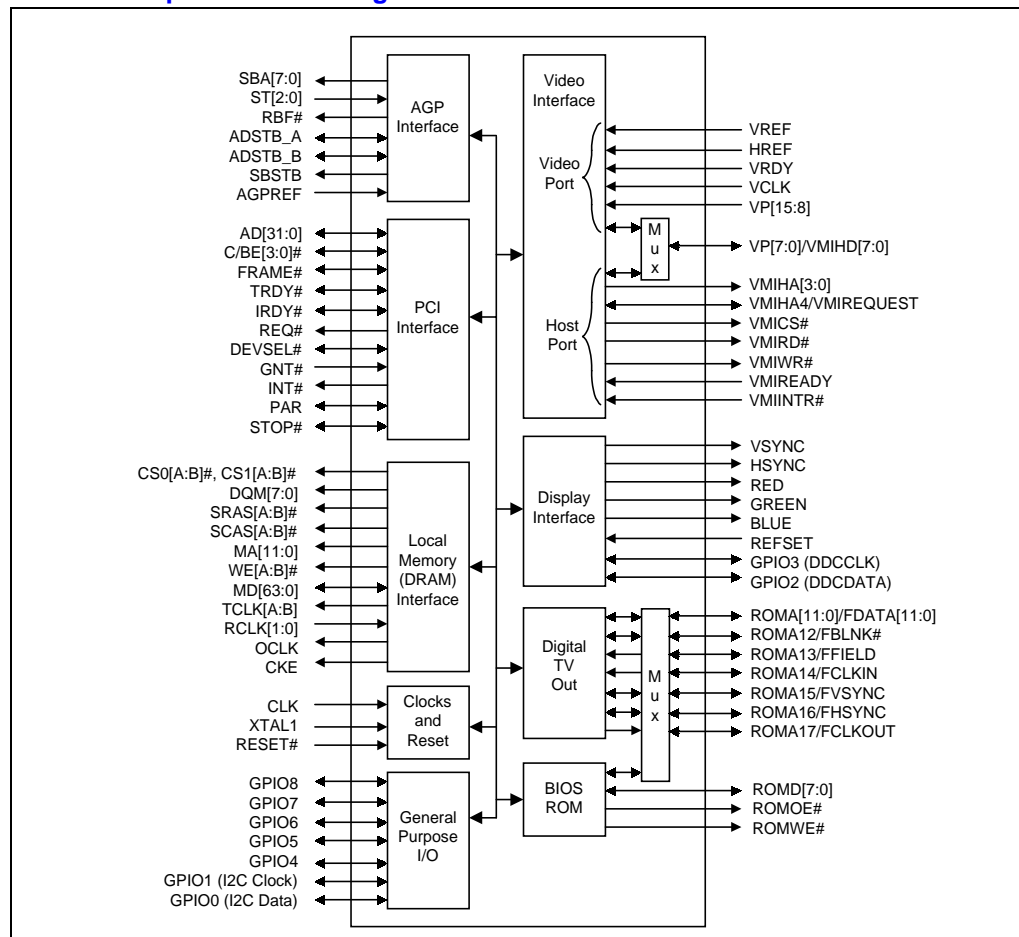 SBA[7:0]
ST[2:0]
RBF#
ADSTB_A
ADSTB_B
SBSTB
AGPREF
AGP
Interface
AD[31:0]
C/BE[3:0]#
FRAME#
TRDY#
IRDY#
REQ#
DEVSEL#
GNT#
INT#
PAR
STOP#
PCI
Interface
CS0[A:B]#, CS1[A:B]#
DQM[7:0]
SRAS[A:B]#
SCAS[A:B]#
MA[11:0]
WE[A:B]#
MD[63:0]
TCLK[A:B]
RCLK[1:0]
OCLK
CKE
Local
Memory
(DRAM)
Interface
CLK
XTAL1
RESET#
Clocks
and
Reset
GPIO8
GPIO7
GPIO6
GPIO5
GPIO4
GPIO1 (I2C Clock)
GPIO0 (I2C Data)
General
Purpose
I/O
Video
Interface
Video
Port
VREF
HREF
VRDY
VCLK
VP[15:8]
Mux
VP[7:0]/VMIHD[7:0]
Host
Port
VMIHA[3:0]
VMIHA4/VMIREQUEST
VMICS#
VMIRD#
VMIWR#
VMIREADY
VMIINTR#
Display
Interface
VSYNC
HSYNC
RED
GREEN
BLUE
REFSET
GPIO3 (DDCCLK)
GPIO2 (DDCDATA)
Digital
TV
Out
Mux
ROMA[11:0]/FDATA[11:0]
ROMA12/FBLNK#
ROMA13/FFIELD
ROMA14/FCLKIN
ROMA15/FVSYNC
ROMA16/FHSYNC
ROMA17/FCLKOUT
BIOS
ROM
ROMD[7:0]
ROMOE#
ROMWE#